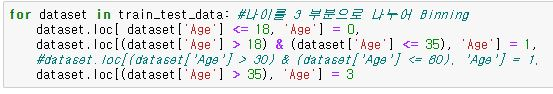 for dataset in train_test_data: #나이를 3 부분으로 나누어 Binning
dataset.loc[ dataset['Age'] <= 18, 'Age'] = 0,
dataset.loc[(dataset['Age'] > 18) & (dataset['Age'] <= 35), 'Age'] = 1,
#dataset.loc[(dataset['Age'] > 30) & (dataset['Age'] <= 60), 'Age'] = 1,
dataset.loc[(dataset['Age'] > 35), 'Age'] = 3